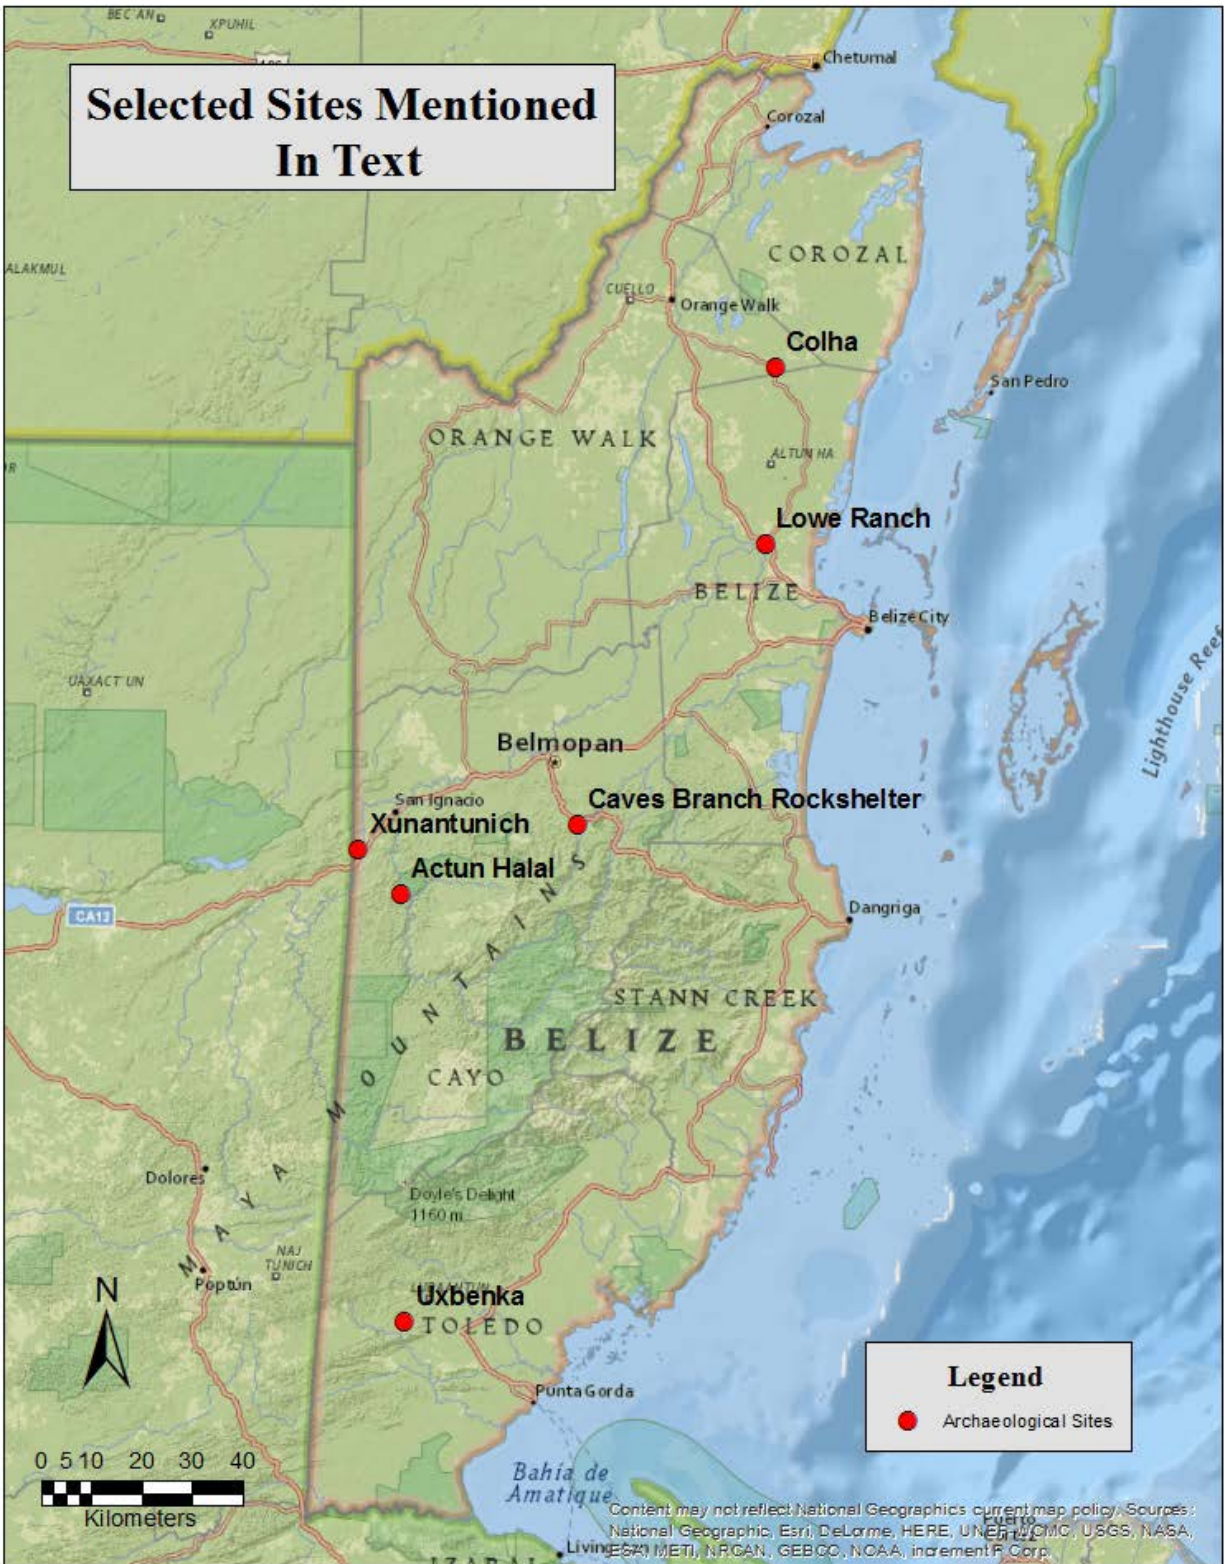 BEC AN
XPUHIL
Chetumal
Selected Sites Mentioned
In Text
Corozal
COROZAL
ALAKMUL
CUELLO
Orange Walk
Colha
San Pedro
ORANGE WALK
ALTUN HA
Lowe Ranch
BELIZE
Belize City
UAXACT UN
Lighthouse Reef
Belmopan
San Ignacio
Caves Branch Rockshelter
Xunantunich
Actun Halal
CA13
Dangriga
STANN CREEK
BELIZE
CAYO
MAYA MOUNTAINS
Dolores
Doyle's Delight
1160 m
NAJ
TUNICH
Poptún
N
Uxbenka
TOLEDO
Punta Gorda
Legend
Archaeological Sites
0 5 10 20 30 40
Kilometers
Bahía de
Amatique
Content may not reflect National Geographic's current map policy. Sources:
National Geographic, Esri, DeLorme, HERE, UNEP-WCMC, USGS, NASA,
ESA, METI, NRCAN, GEBCO, NOAA, increment P Corp.
IZABAL